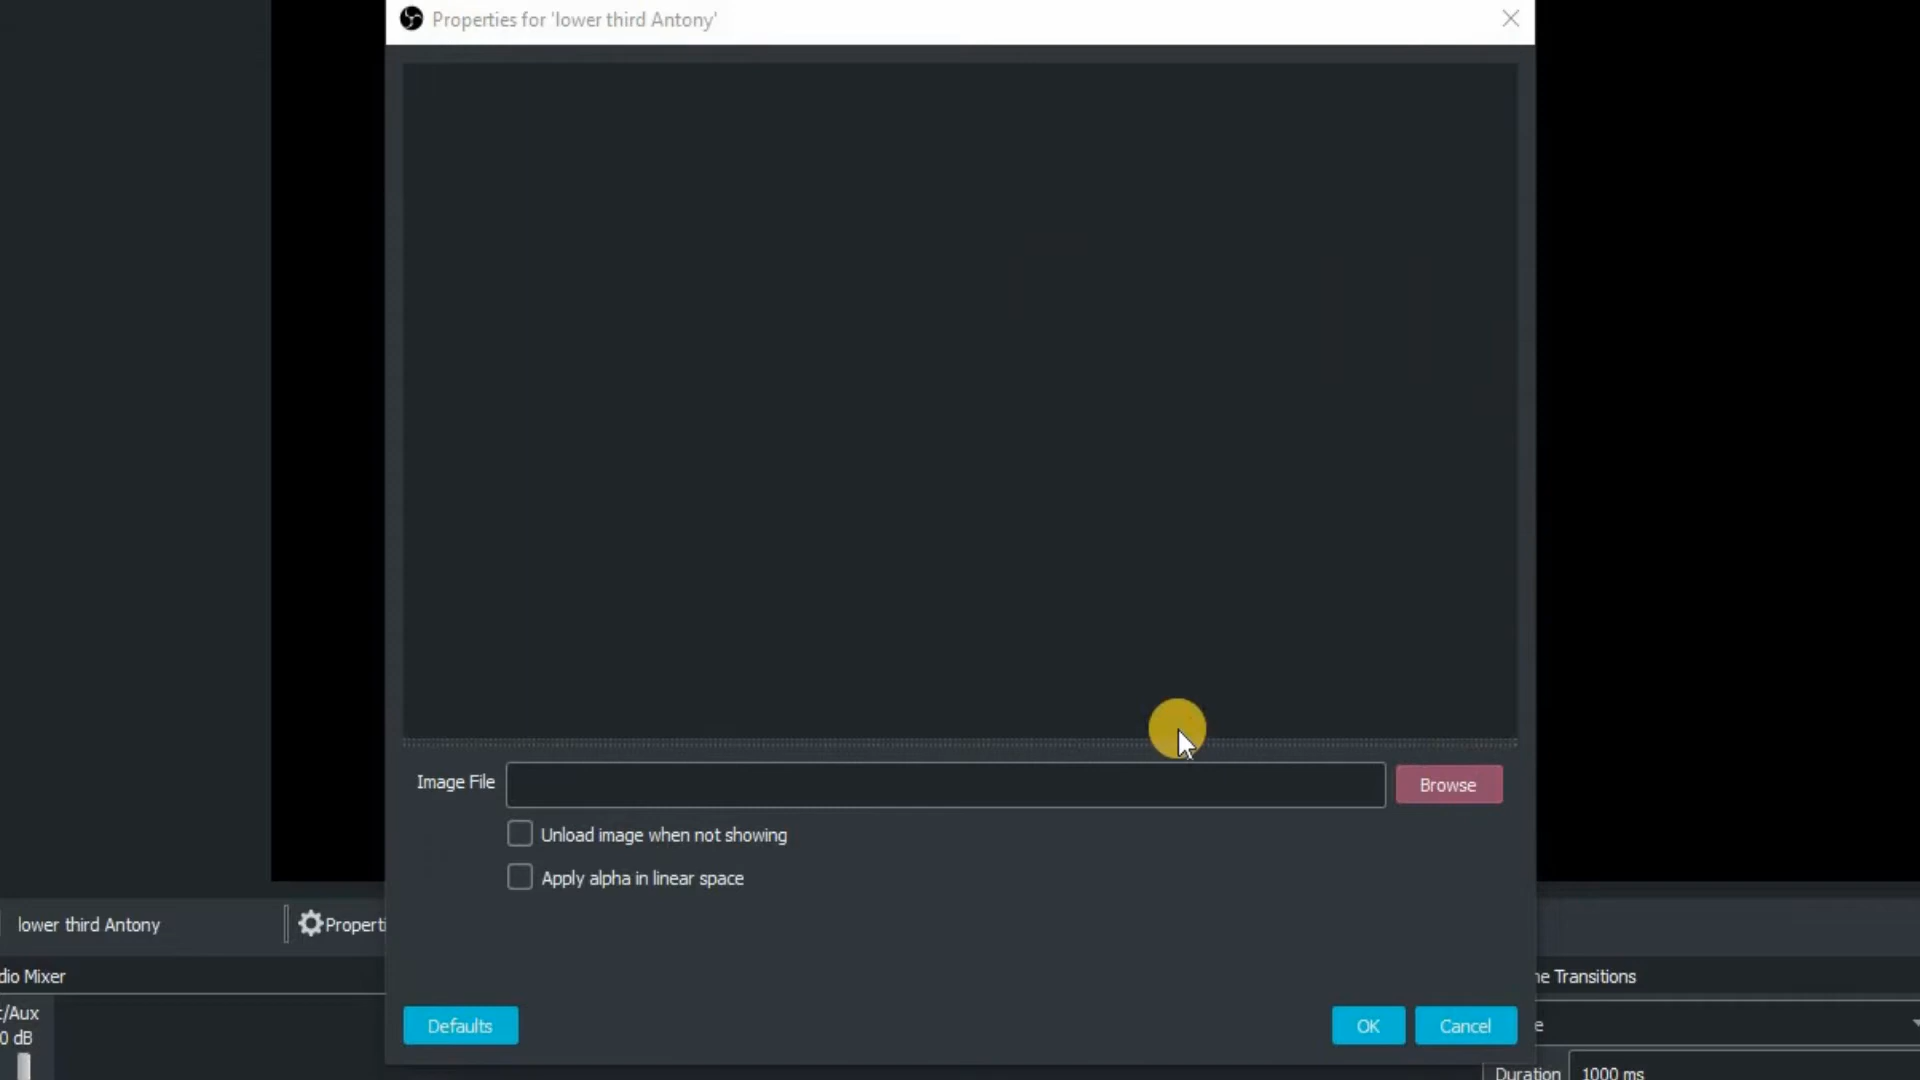 Properties for 'lower third Antony'
Image File
Browse
Unload image when not showing
Apply alpha in linear space
lower third Antony
Properti
dio Mixer
ne Transitions
t/Aux
0 dB
Defaults
OK
Cancel
e
Duration
1000 ms